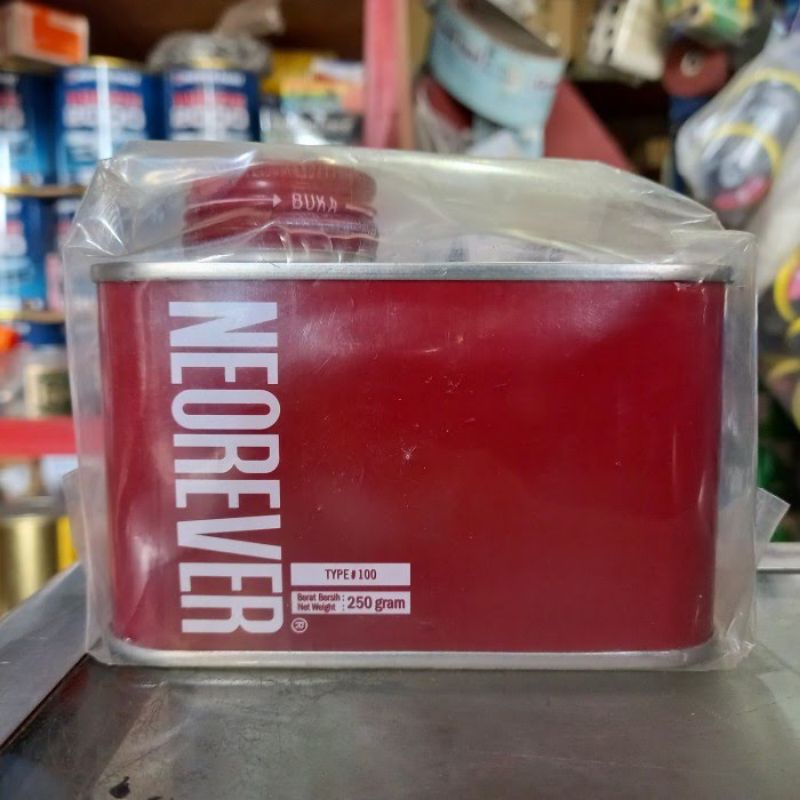 BUKA
NEOREVER
TYPE#100
Berat Bersih :
Net Weight : 250 gram
®